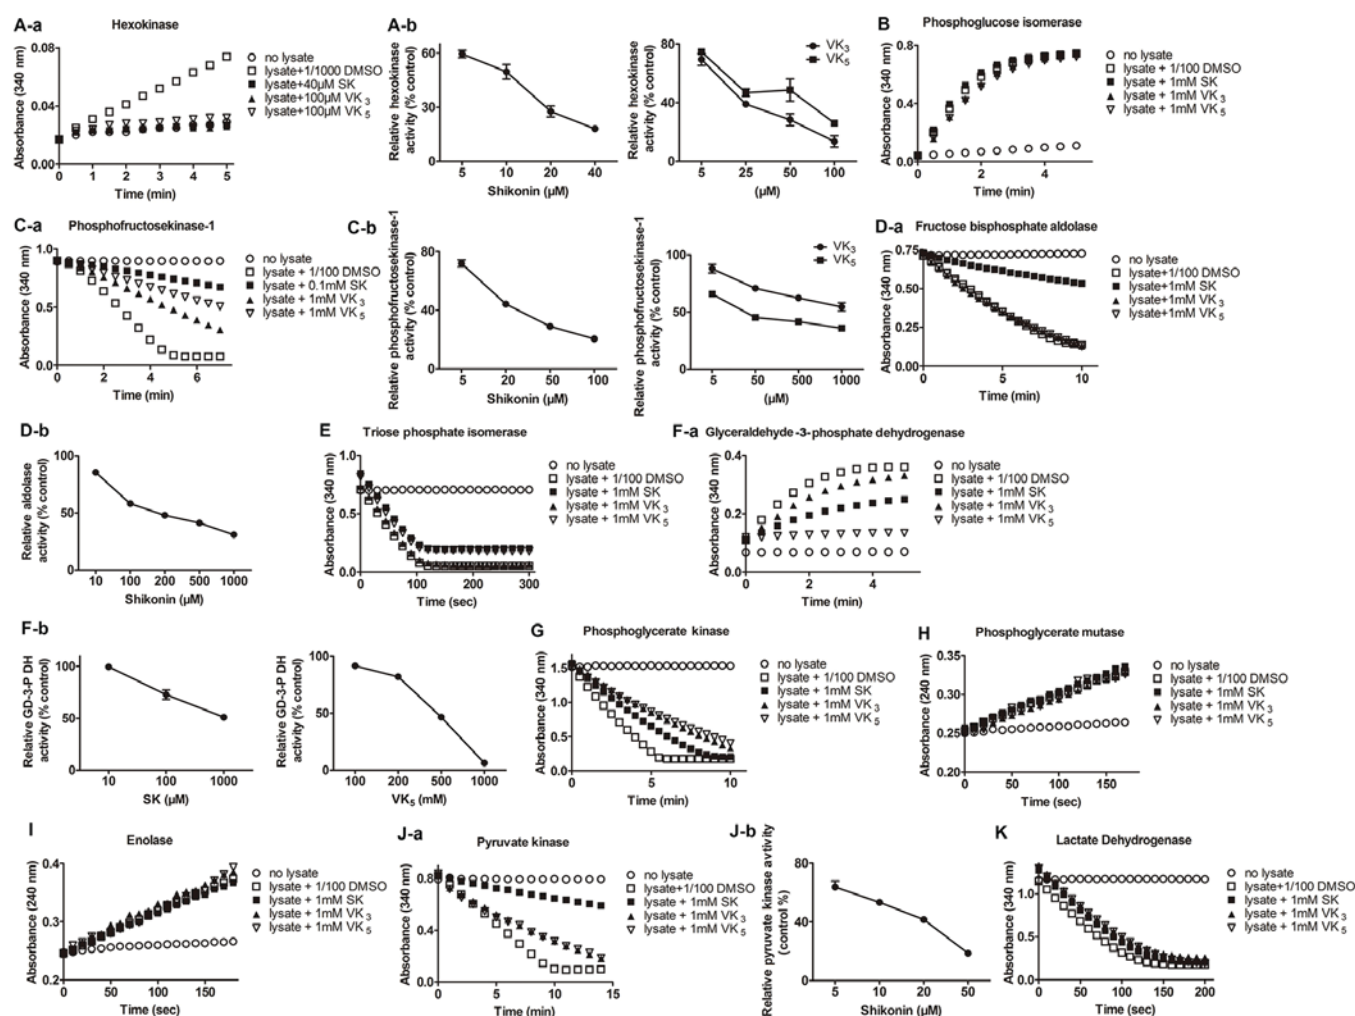 A-a
Hexokinase
Absorbance (340 nm)
0.08
0.04
0.00
0 1 2 3 4 5
Time (min)
no lysate
lysate+1/1000 DMSO
lysate+40µM SK
lysate+100µM VK3
lysate+100µM VK5
A-b
Relative hexokinase
activity (% control)
60
30
0
5 10 20 40
Shikonin (µM)
Relative hexokinase
activity (% control)
80
60
40
20
0
5 25 50 100
(µM)
VK3
VK5
B
Phosphoglucose isomerase
Absorbance (340 nm)
0.8
0.4
0.0
0 2 4
Time (min)
no lysate
lysate + 1/100 DMSO
lysate + 1mM SK
lysate + 1mM VK3
lysate + 1mM VK5
C-a
Phosphofructosekinase-1
Absorbance (340 nm)
1.0
0.5
0.0
0 2 4 6
Time (min)
no lysate
lysate + 1/100 DMSO
lysate + 0.1mM SK
lysate + 1mM VK3
lysate + 1mM VK5
C-b
Relative phosphofructosekinase-1
activity (% control)
80
40
0
5 20 50 100
Shikonin (µM)
Relative phosphofructosekinase-1
activity (% control)
100
50
0
5 50 500 1000
(µM)
VK3
VK5
D-a
Fructose bisphosphate aldolase
Absorbance (340 nm)
0.75
0.50
0.25
0.00
0 5 10
Time (min)
no lysate
lysate+1/100 DMSO
lysate+1mM SK
lysate+1mM VK3
lysate+1mM VK5
D-b
Relative aldolase
activity (% control)
100
50
0
10 100 200 500 1000
Shikonin (µM)
E
Triose phosphate isomerase
Absorbance (340 nm)
1.0
0.5
0.0
0 100 200 300
Time (sec)
no lysate
lysate + 1/100 DMSO
lysate + 1mM SK
lysate + 1mM VK3
lysate + 1mM VK5
F-a
Glyceraldehyde-3-phosphate dehydrogenase
Absorbance (340 nm)
0.4
0.2
0.0
0 2 4
Time (min)
no lysate
lysate + 1/100 DMSO
lysate + 1mM SK
lysate + 1mM VK3
lysate + 1mM VK5
F-b
Relative GD-3-P DH
activity (% control)
100
50
0
10 100 1000
SK (µM)
Relative GD-3-P DH
activity (% control)
100
50
0
100 200 500 1000
VK5 (mM)
G
Phosphoglycerate kinase
Absorbance (340 nm)
1.5
1.0
0.5
0.0
0 5 10
Time (min)
no lysate
lysate + 1/100 DMSO
lysate + 1mM SK
lysate + 1mM VK3
lysate + 1mM VK5
H
Phosphoglycerate mutase
Absorbance (240 nm)
0.35
0.30
0.25
0.20
0 50 100 150
Time (sec)
no lysate
lysate + 1/100 DMSO
lysate + 1mM SK
lysate + 1mM VK3
lysate + 1mM VK5
I
Enolase
Absorbance (240 nm)
0.4
0.3
0.2
0 50 100 150
Time (sec)
no lysate
lysate + 1/100 DMSO
lysate + 1mM SK
lysate + 1mM VK3
lysate + 1mM VK5
J-a
Pyruvate kinase
Absorbance (340 nm)
0.8
0.4
0.0
0 5 10 15
Time (min)
no lysate
lysate+1/100 DMSO
lysate + 1mM SK
lysate + 1mM VK3
lysate + 1mM VK5
J-b
Relative pyruvate kinase avtivity
(control %)
80
40
0
5 10 20 50
Shikonin (µM)
K
Lactate Dehydrogenase
Absorbance (340 nm)
1.0
0.5
0.0
0 50 100 150 200
Time (sec)
no lysate
lysate+1/100 DMSO
lysate + 1mM SK
lysate + 1mM VK3
lysate + 1mM VK5